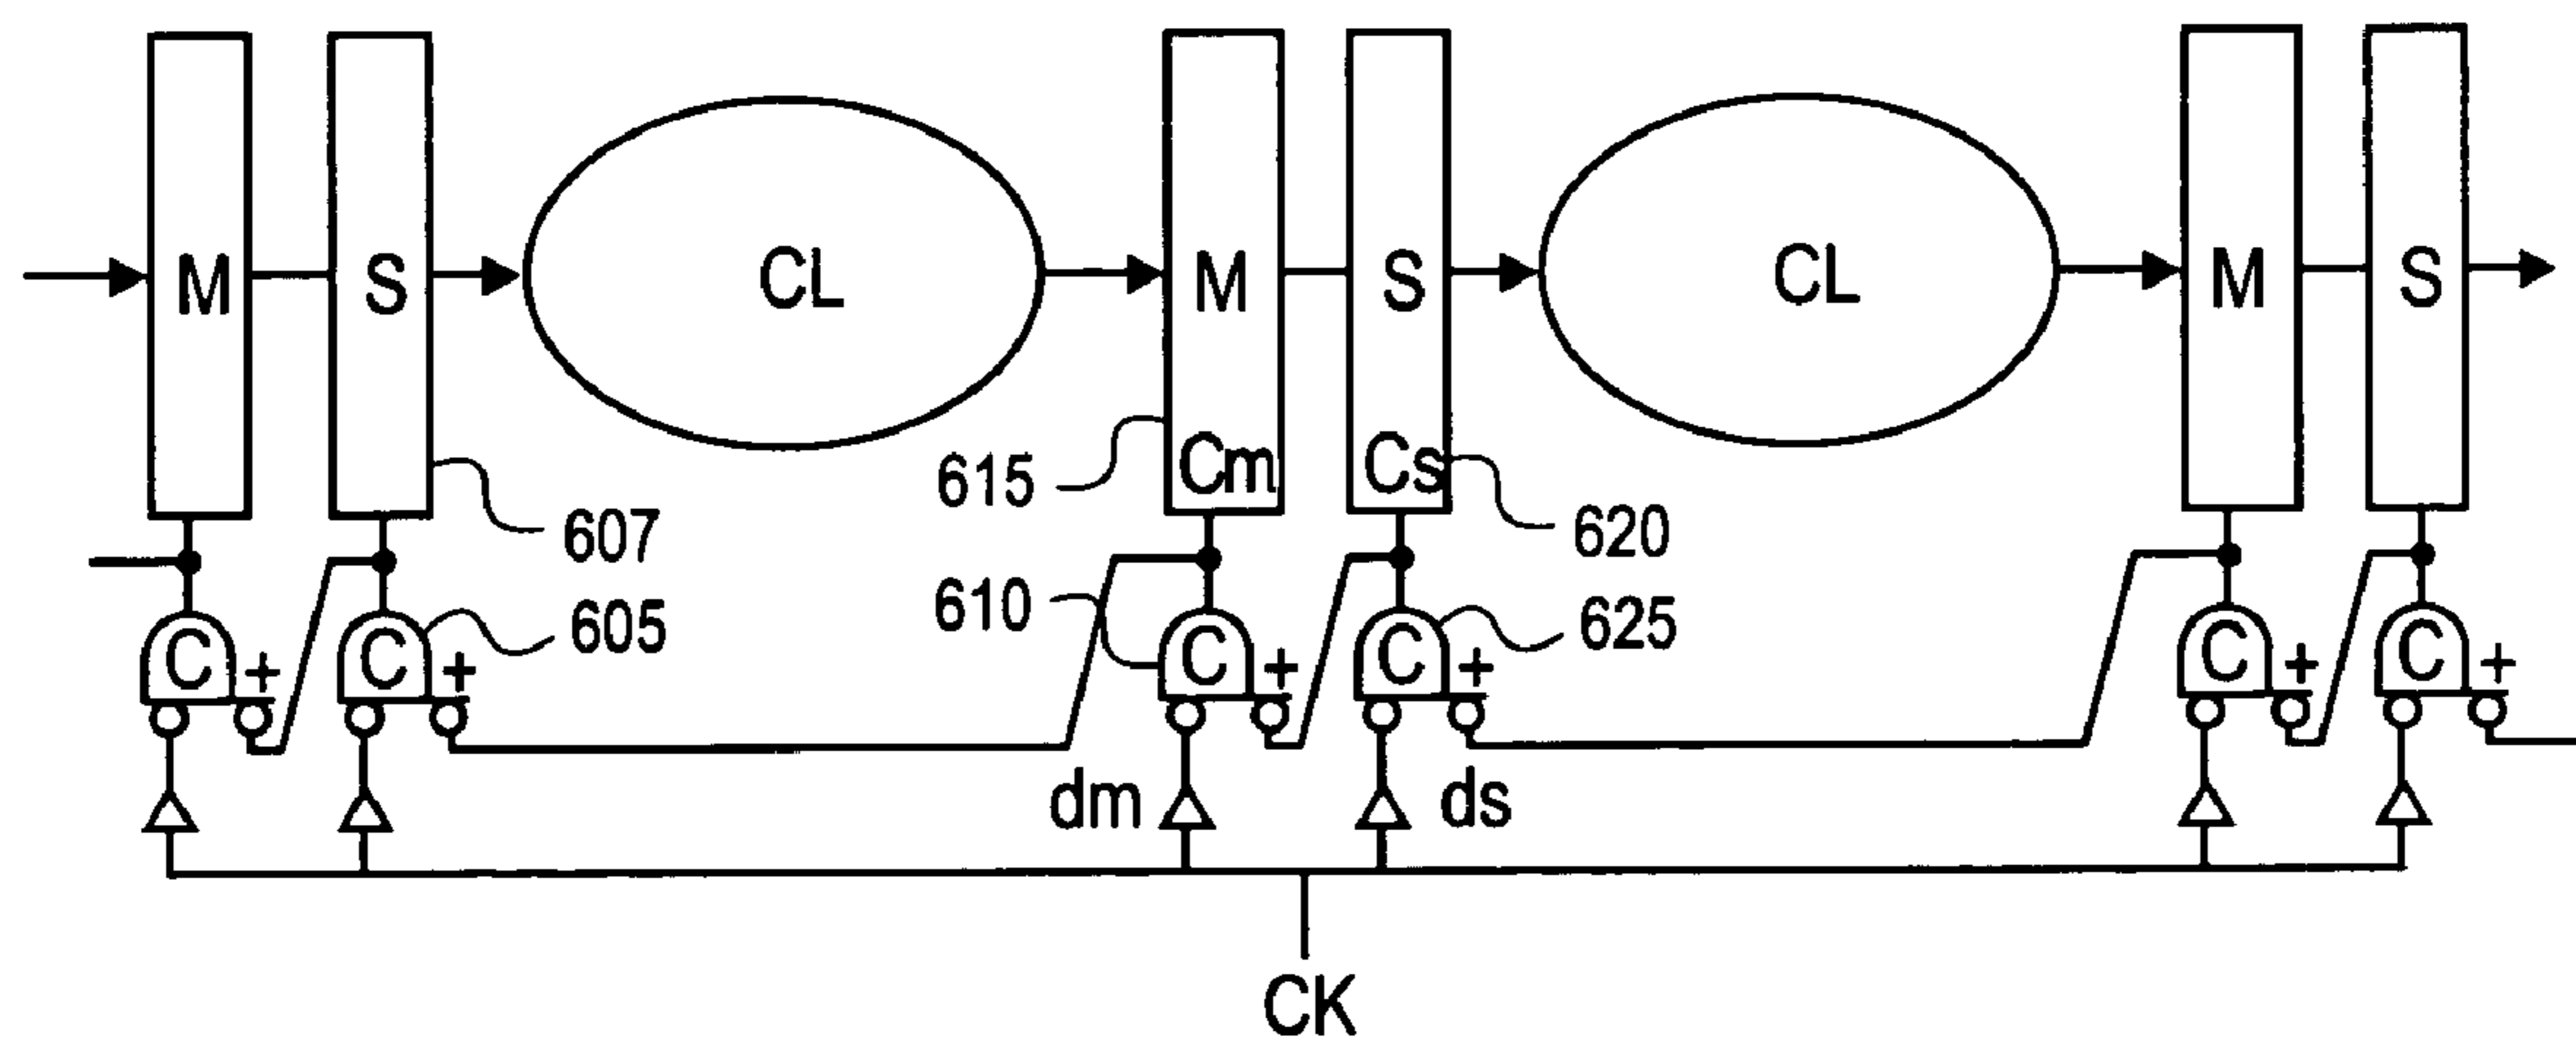 M S CL M S CL M S
615 Cm Cs
607 620
610
605 625
C + C + C + C + C + C +
dm ds
CK